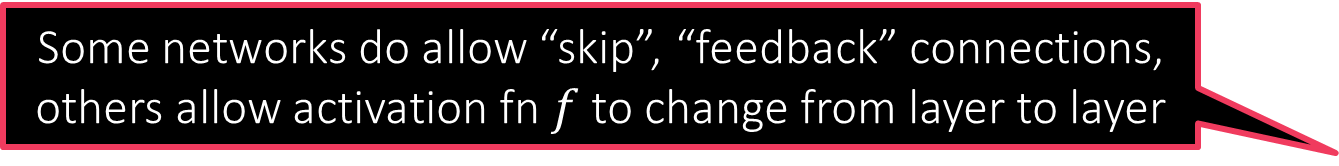 Some networks do allow “skip”, “feedback” connections,
others allow activation fn 𝑓 to change from layer to layer